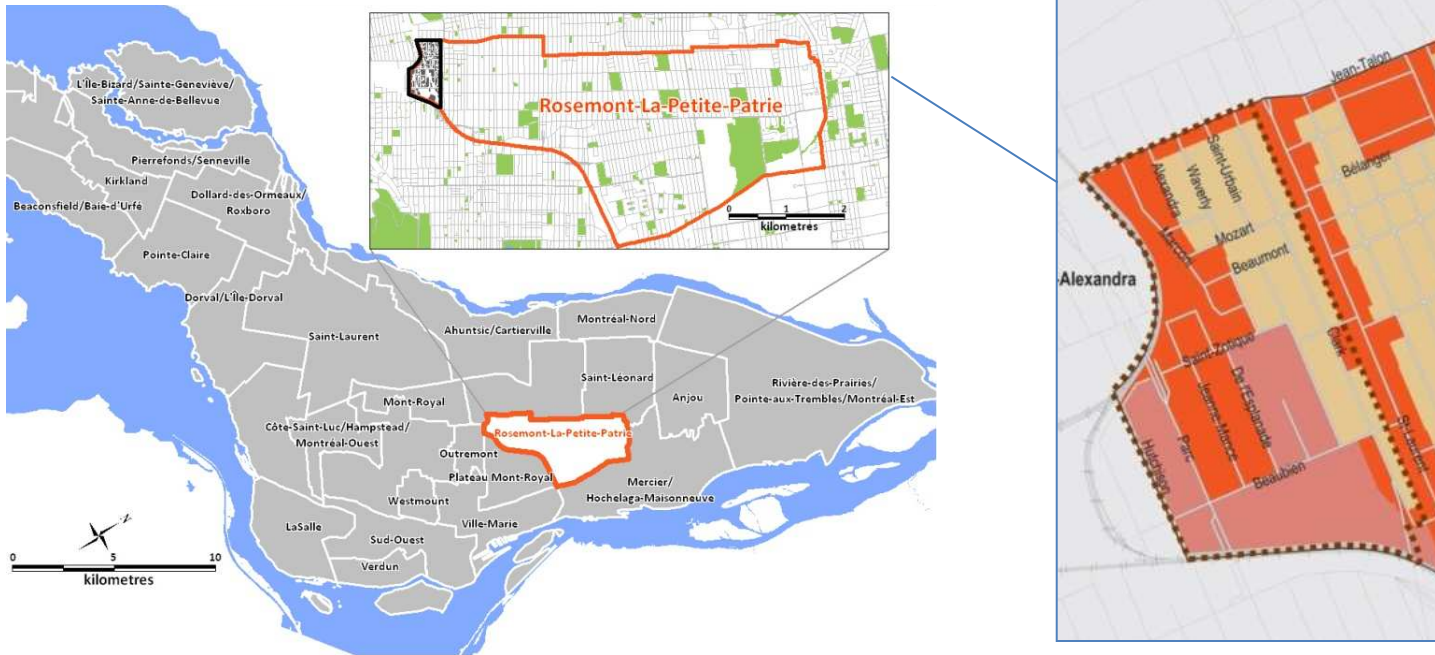 L'Île-Bizard/Sainte-Geneviève/
Sainte-Anne-de-Bellevue
Pierrefonds/Senneville
Kirkland
Dollard-des-Ormeaux/
Roxboro
Beaconsfield/Baie-d'Urfé
Pointe-Claire
Dorval/L'Île-Dorval
Saint-Laurent
Ahuntsic/Cartierville
Montréal-Nord
Saint-Léonard
Anjou
Rivière-des-Prairies/
Pointe-aux-Trembles/Montréal-Est
Mont-Royal
Côte-Saint-Luc/Hampstead/
Montréal-Ouest
Rosemont-La-Petite-Patrie
Outremont
Plateau Mont-Royal
Mercier/
Hochelaga-Maisonneuve
Westmount
Ville-Marie
LaSalle
Sud-Ouest
Verdun
N
0 5 10
kilometres
Rosemont-La-Petite-Patrie
0 1 2
kilometres
Jean-Talon
Saint-Urbain
Waverly
Alexandra
Bélanger
Marconi
Mozart
Beaumont
-Alexandra
Clark
Saint-Zotique
De l'Esplanade
Jeanne-Mance
Parc
St-Laurent
Hutchison
Beaubien